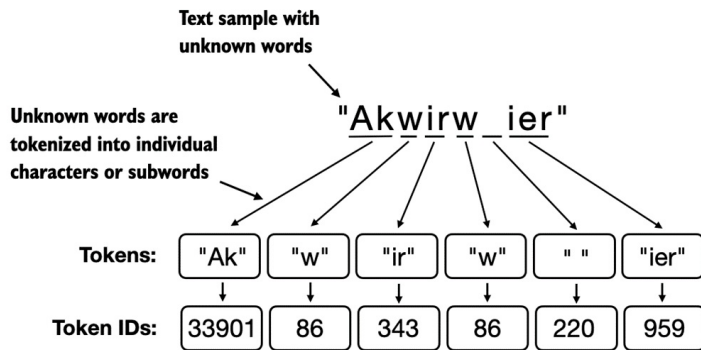 Text sample with
unknown words
Unknown words are
tokenized into individual
characters or subwords
"Akwirw ier"
Tokens: "Ak" "w" "ir" "w" " " "ier"
Token IDs: 33901 86 343 86 220 959